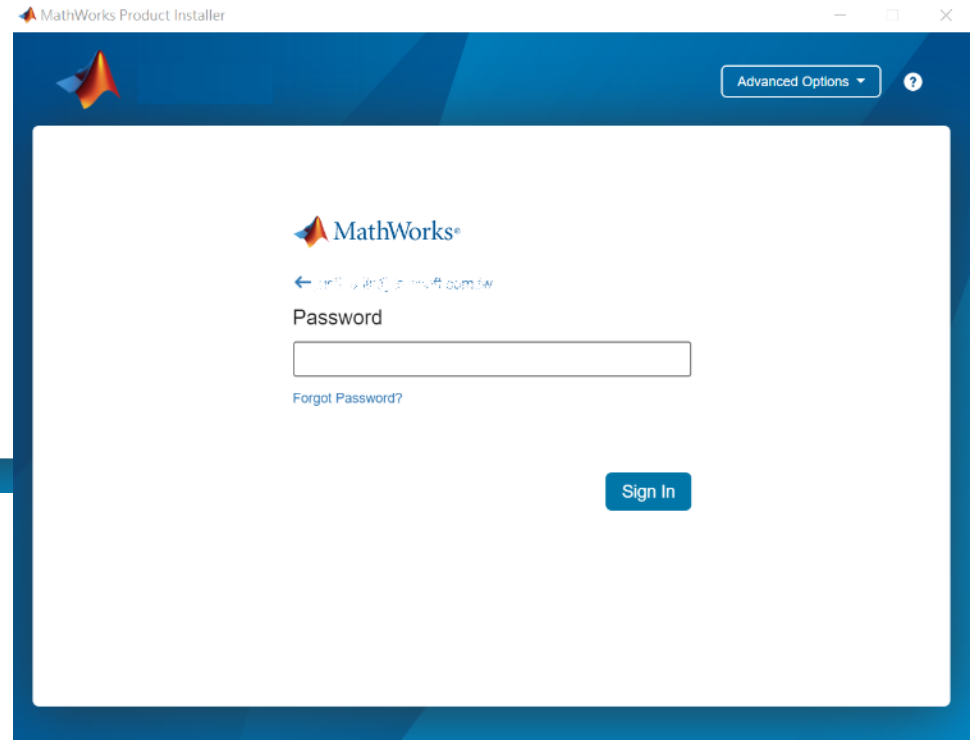 MathWorks Product Installer
Advanced Options
?
MathWorks®
Password
Forgot Password?
Sign In